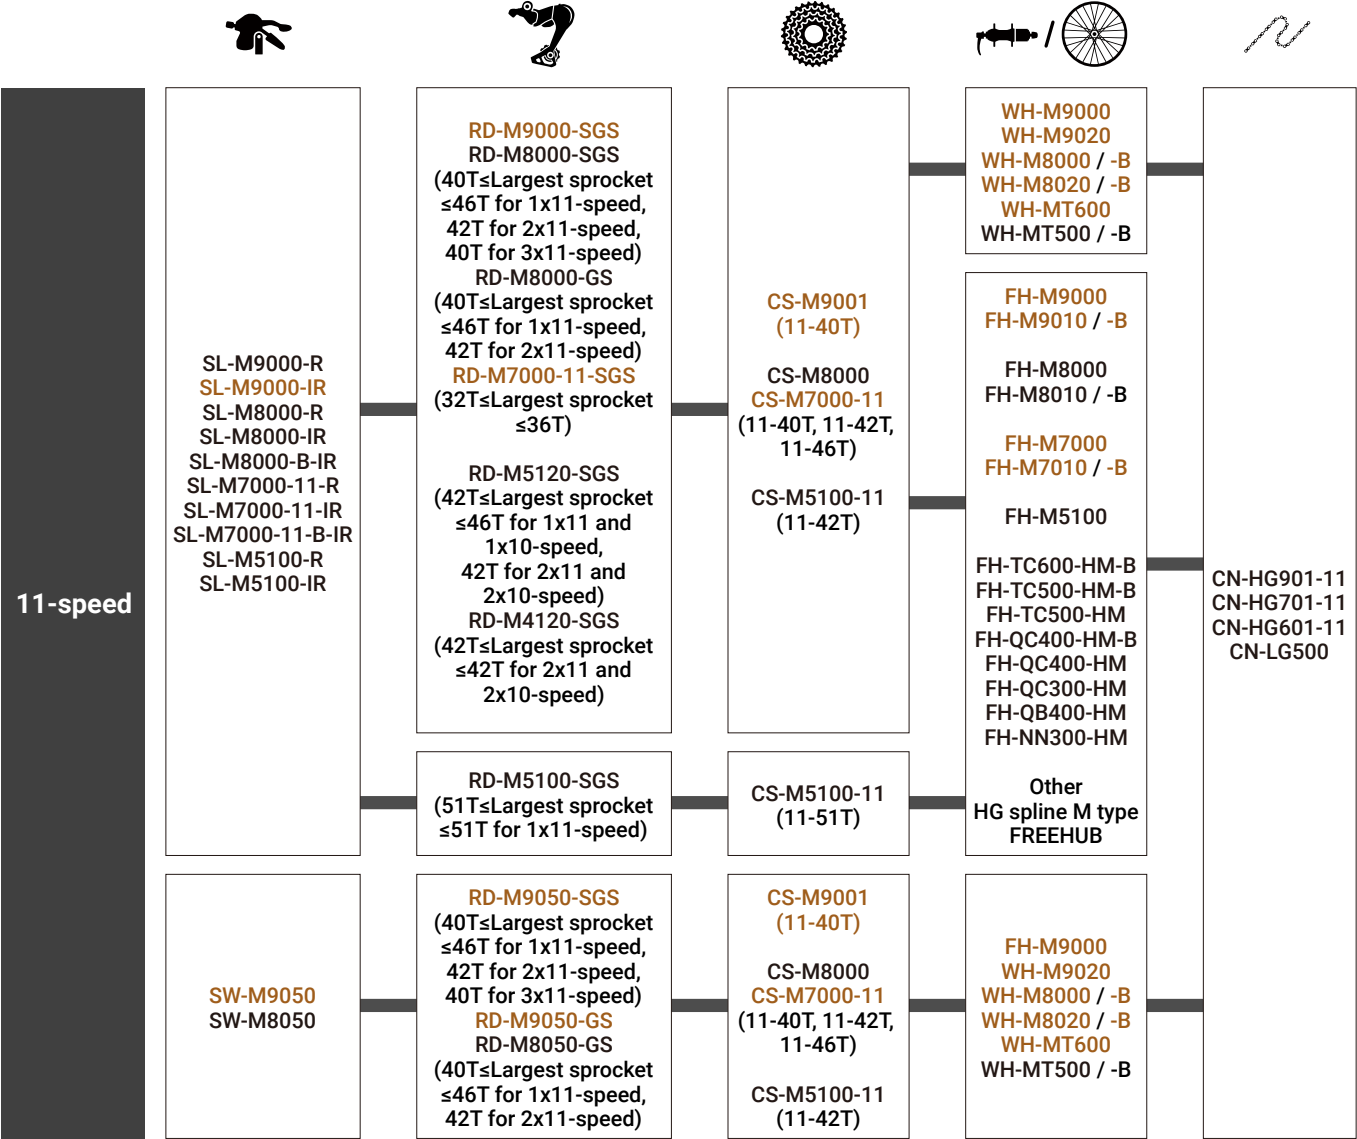 11-speed
SL-M9000-R
SL-M9000-IR
SL-M8000-R
SL-M8000-IR
SL-M8000-B-IR
SL-M7000-11-R
SL-M7000-11-IR
SL-M7000-11-B-IR
SL-M5100-R
SL-M5100-IR
RD-M9000-SGS
RD-M8000-SGS
(40T≤Largest sprocket
≤46T for 1x11-speed,
42T for 2x11-speed,
40T for 3x11-speed)
RD-M8000-GS
(40T≤Largest sprocket
≤46T for 1x11-speed,
42T for 2x11-speed)
RD-M7000-11-SGS
(32T≤Largest sprocket
≤36T)
RD-M5120-SGS
(42T≤Largest sprocket
≤46T for 1x11 and
1x10-speed,
42T for 2x11 and
2x10-speed)
RD-M4120-SGS
(42T≤Largest sprocket
≤42T for 2x11 and
2x10-speed)
CS-M9001
(11-40T)
CS-M8000
CS-M7000-11
(11-40T, 11-42T,
11-46T)
CS-M5100-11
(11-42T)
WH-M9000
WH-M9020
WH-M8000 / -B
WH-M8020 / -B
WH-MT600
WH-MT500 / -B
FH-M9000
FH-M9010 / -B
FH-M8000
FH-M8010 / -B
FH-M7000
FH-M7010 / -B
FH-M5100
FH-TC600-HM-B
FH-TC500-HM-B
FH-TC500-HM
FH-QC400-HM-B
FH-QC400-HM
FH-QC300-HM
FH-QB400-HM
FH-NN300-HM
Other
HG spline M type
FREEHUB
CN-HG901-11
CN-HG701-11
CN-HG601-11
CN-LG500
RD-M5100-SGS
(51T≤Largest sprocket
≤51T for 1x11-speed)
CS-M5100-11
(11-51T)
SW-M9050
SW-M8050
RD-M9050-SGS
(40T≤Largest sprocket
≤46T for 1x11-speed,
42T for 2x11-speed,
40T for 3x11-speed)
RD-M9050-GS
RD-M8050-GS
(40T≤Largest sprocket
≤46T for 1x11-speed,
42T for 2x11-speed)
CS-M9001
(11-40T)
CS-M8000
CS-M7000-11
(11-40T, 11-42T,
11-46T)
CS-M5100-11
(11-42T)
FH-M9000
WH-M9020
WH-M8000 / -B
WH-M8020 / -B
WH-MT600
WH-MT500 / -B